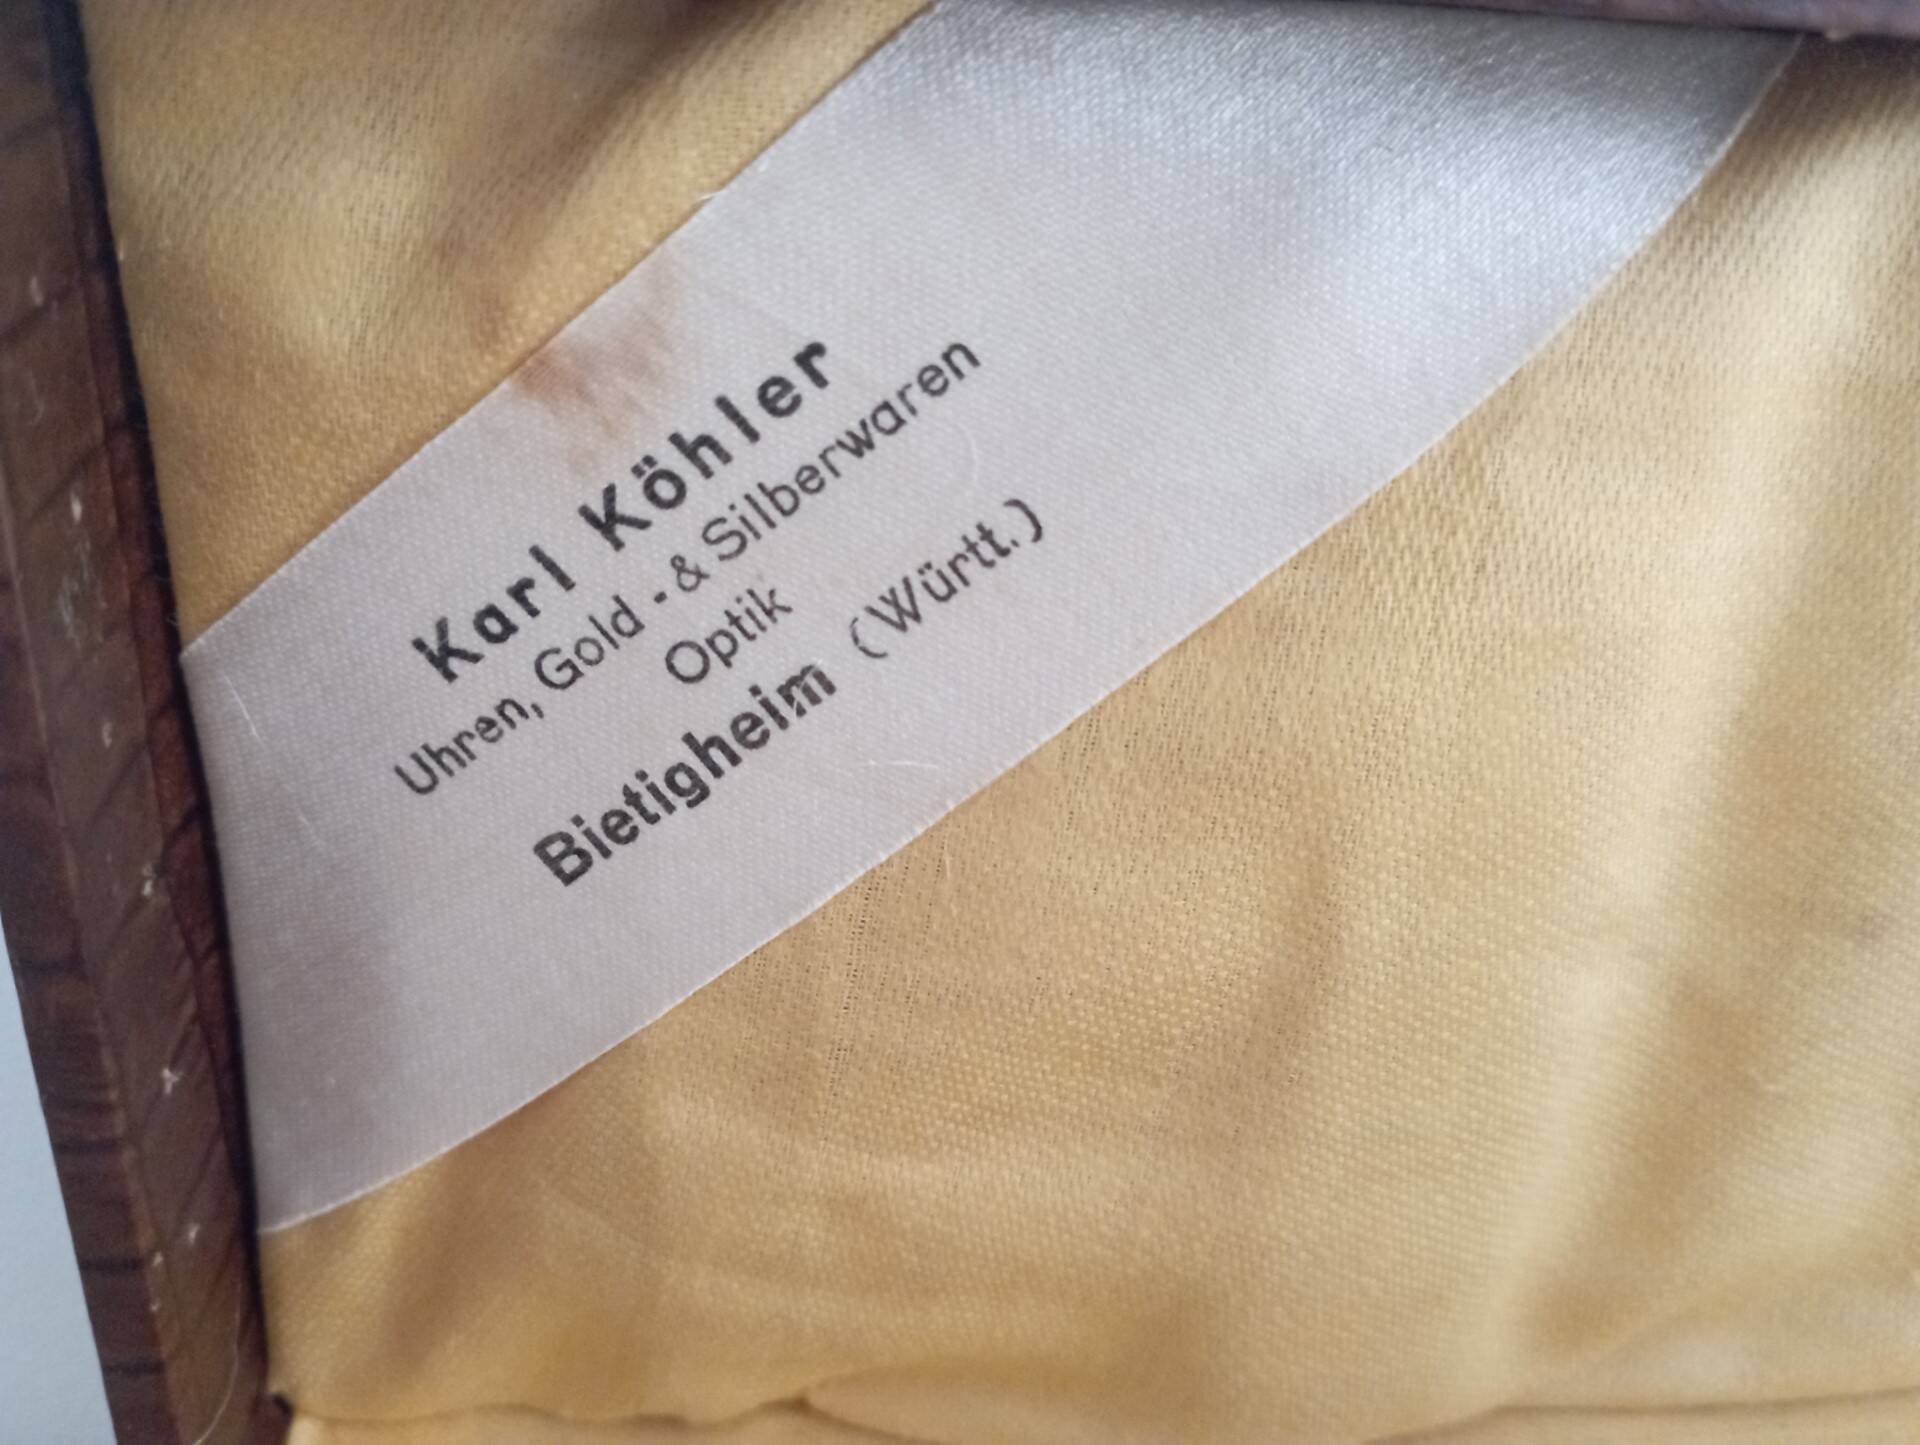 Karl Köhler
Uhren, Gold-& Silberwaren
Optik
Bietigheim (Württ.)